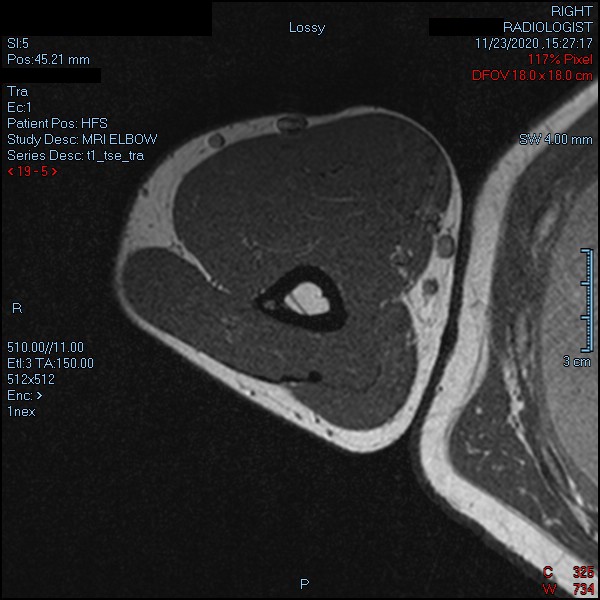 RIGHT
Lossy
RADIOLOGIST
SI:5
11/23/2020 ,15:27:17
Pos:45.21 mm
117% Pixel
DFOV 18.0 x 18.0 cm
Tra
Ec:1
Patient Pos: HFS
Study Desc: MRI ELBOW
SW 4.00 mm
Series Desc: t1_tse_tra
< 19 - 5 >
R
510.00//11.00
Etl:3 TA:150.00
3 cm
512x512
Enc: >
1nex
C 325
P
W 734